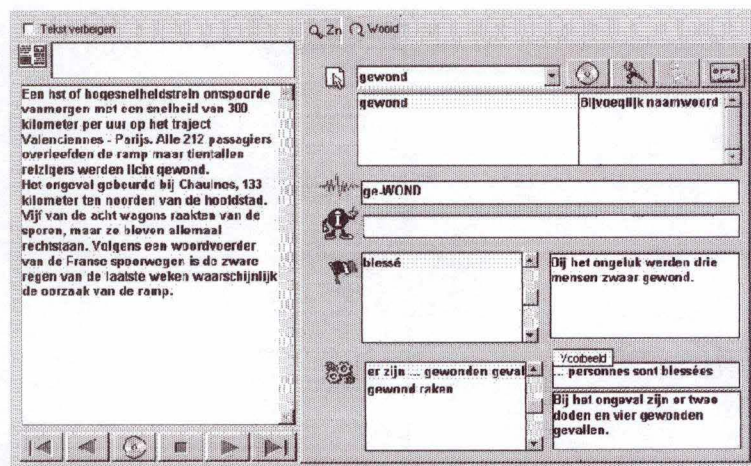 Tekst verbergen
Zn Woord
Een hst of hogesnelheidstrein ontspoorde
vanmorgen met een snelheid van 300
kilometer per uur op het traject
Valenciennes - Parijs. Alle 212 passagiers
overleefden de ramp maar tientallen
reizigers werden licht gewond.
Het ongeval gebeurde bij Chaulnes, 133
kilometer ten noorden van de hoofdstad.
Vijf van de acht wagons raakten van de
sporen, maar ze bleven allemaal
rechtstaan. Volgens een woordvoerder
van de Franse spoorwegen is de zware
regen van de laatste weken waarschijnlijk
de oorzaak van de ramp.
gewond
gewond Bijvoeglijk naamwoord
ge-WOND
blessé
Bij het ongeluk werden drie
mensen zwaar gewond.
er zijn ... gewonden geval
gewond raken
Voorbeeld
... personnes sont blessées
Bij het ongeval zijn er twee
doden en vier gewonden
gevallen.